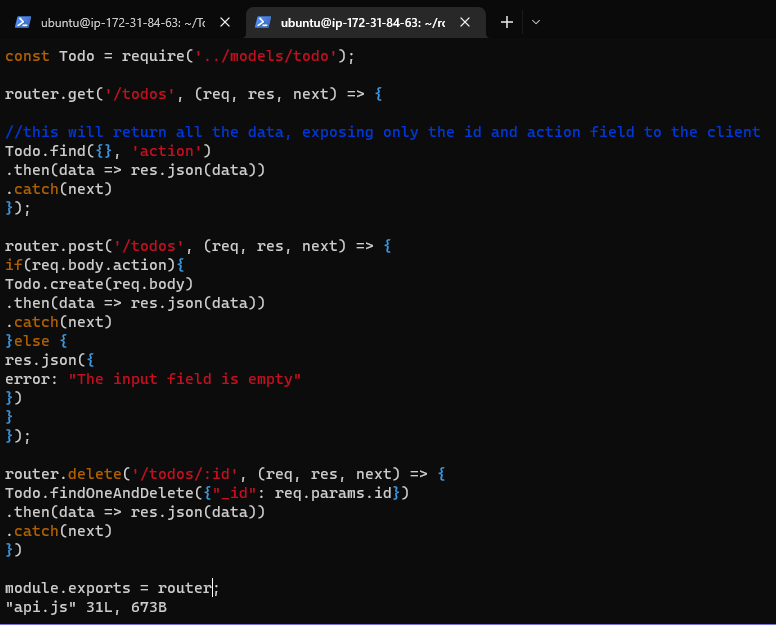 ubuntu@ip-172-31-84-63: ~/To
ubuntu@ip-172-31-84-63: ~/ro
const Todo = require('../models/todo');
router.get('/todos', (req, res, next) => {
//this will return all the data, exposing only the id and action field to the client
Todo.find({}, 'action')
.then(data => res.json(data))
.catch(next)
});
router.post('/todos', (req, res, next) => {
if(req.body.action){
Todo.create(req.body)
.then(data => res.json(data))
.catch(next)
}else {
res.json({
error: "The input field is empty"
})
}
});
router.delete('/todos/:id', (req, res, next) => {
Todo.findOneAndDelete({"_id": req.params.id})
.then(data => res.json(data))
.catch(next)
})
module.exports = router;
"api.js" 31L, 673B